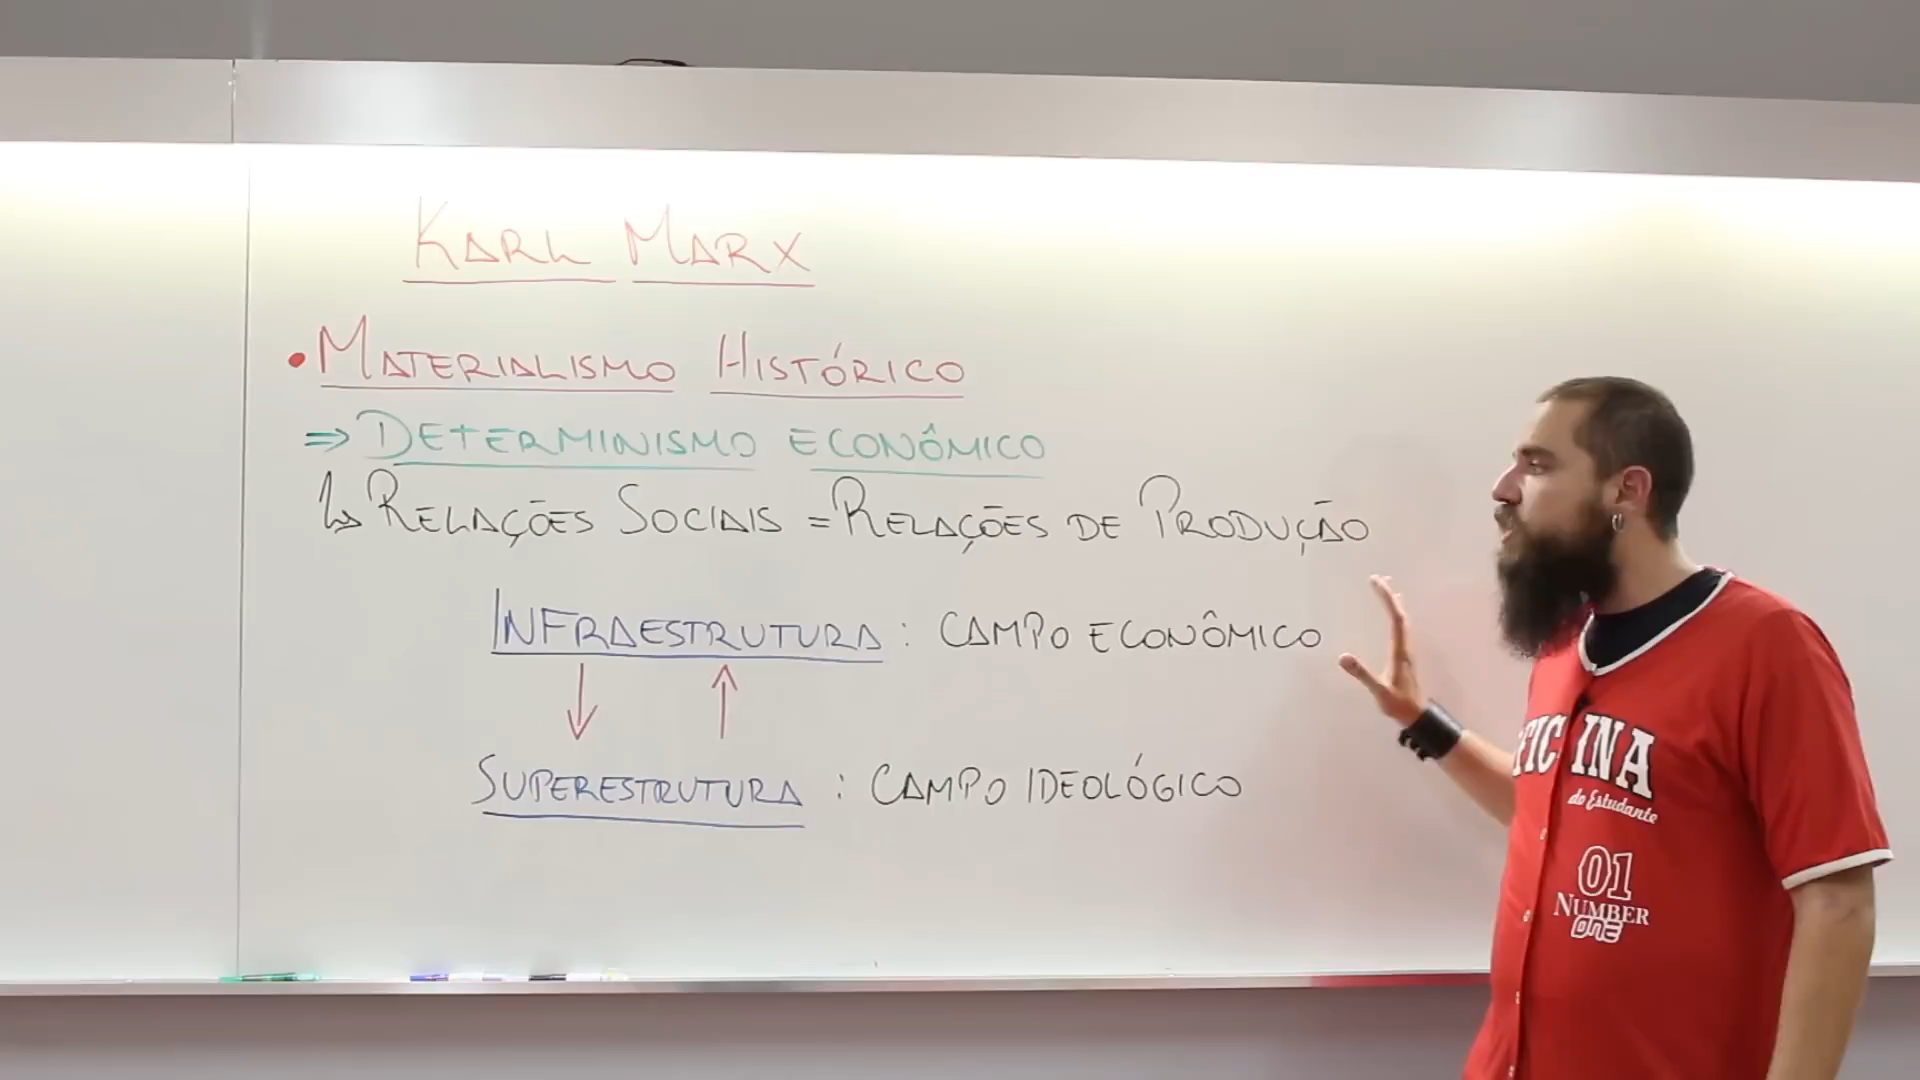 KARL MARX
• MATERIALISMO HISTÓRICO
⇒ DETERMINISMO ECONÔMICO
↳ RELAÇÕES SOCIAIS = RELAÇÕES DE PRODUÇÃO
INFRAESTRUTURA : CAMPO ECONÔMICO
↓ ↑
SUPERESTRUTURA : CAMPO IDEOLÓGICO
FICINA
do Estudante
01
NUMBER
ONE